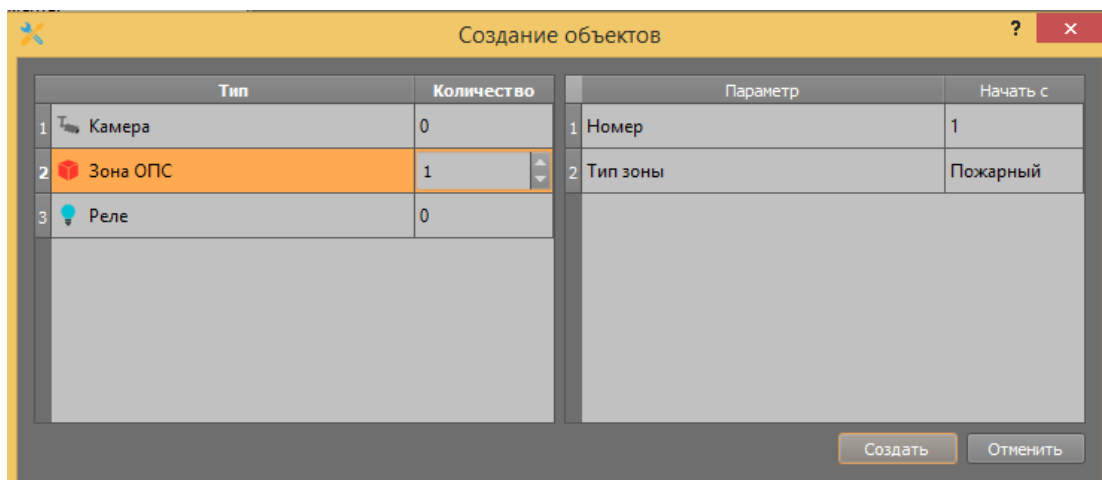 Создание объектов
?
×
Тип Количество
1 Камера 0
2 Зона ОПС 1
3 Реле 0
Параметр Начать с
1 Номер 1
2 Тип зоны Пожарный
Создать Отменить